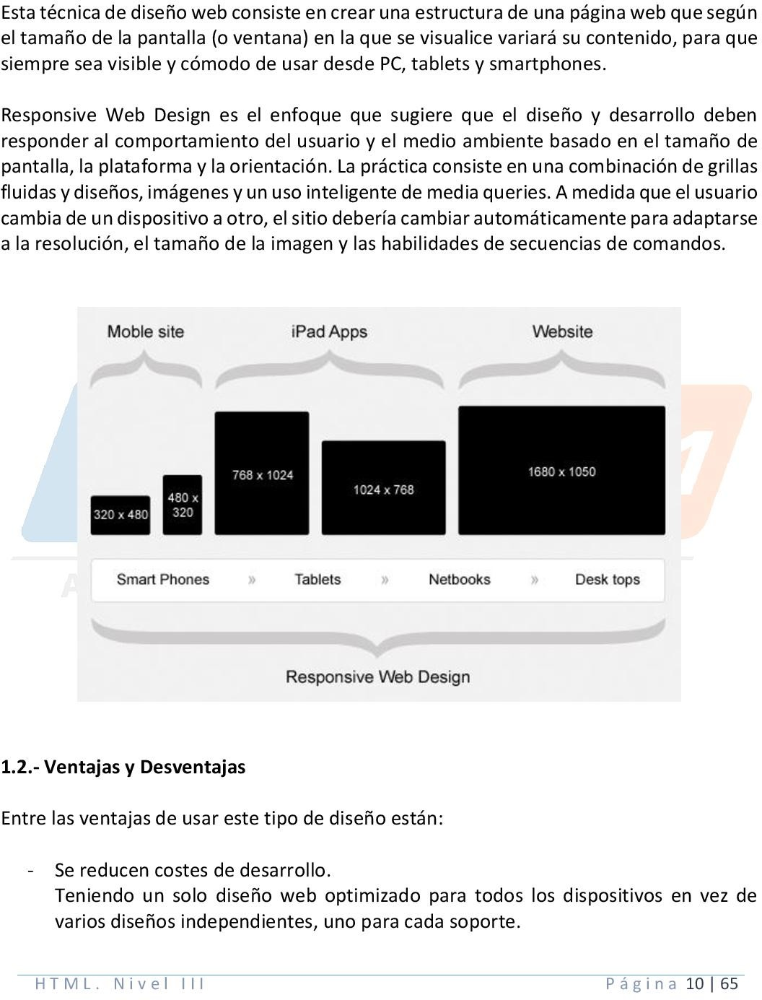 Esta técnica de diseño web consiste en crear una estructura de una página web que según
el tamaño de la pantalla (o ventana) en la que se visualice variará su contenido, para que
siempre sea visible y cómodo de usar desde PC, tablets y smartphones.
Responsive Web Design es el enfoque que sugiere que el diseño y desarrollo deben
responder al comportamiento del usuario y el medio ambiente basado en el tamaño de
pantalla, la plataforma y la orientación. La práctica consiste en una combinación de grillas
fluidas y diseños, imágenes y un uso inteligente de media queries. A medida que el usuario
cambia de un dispositivo a otro, el sitio debería cambiar automáticamente para adaptarse
a la resolución, el tamaño de la imagen y las habilidades de secuencias de comandos.
Moble site iPad Apps Website
320 x 480
480 x
320
768 x 1024
1024 x 768
1680 x 1050
Smart Phones » Tablets » Netbooks » Desk tops
Responsive Web Design
1.2.- Ventajas y Desventajas
Entre las ventajas de usar este tipo de diseño están:
- Se reducen costes de desarrollo.
Teniendo un solo diseño web optimizado para todos los dispositivos en vez de
varios diseños independientes, uno para cada soporte.
HTML. Nivel III Página 10 | 65